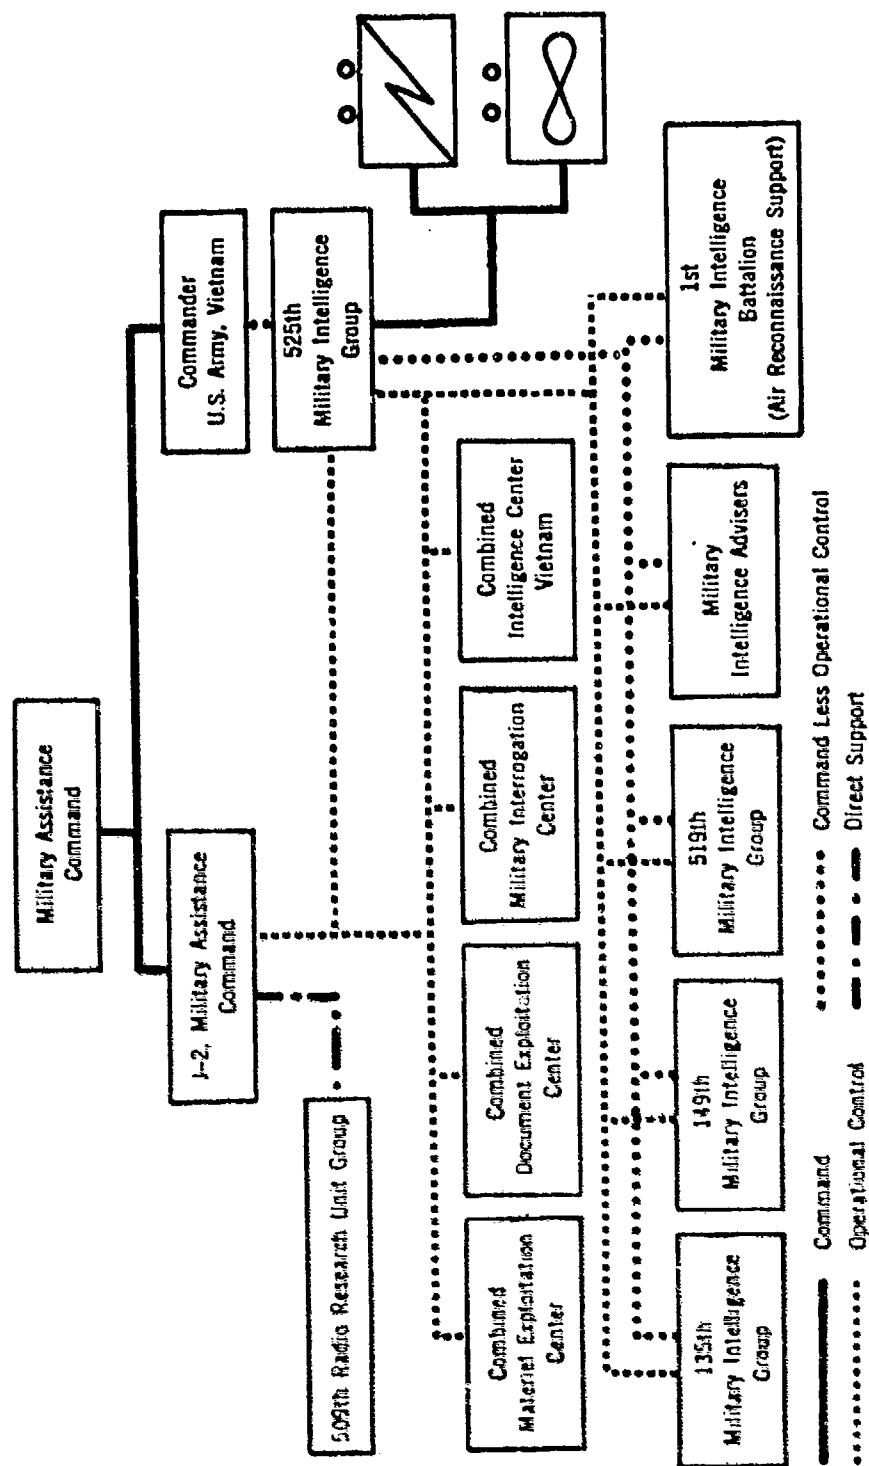 Military Assistance
Command
J-2, Military Assistance
Command
Commander
U.S. Army, Vietnam
509th Radio Research Unit Group
525th
Military Intelligence
Group
Combined
Materiel Exploitation
Center
Combined
Document Exploitation
Center
Combined
Military Interrogation
Center
Combined
Intelligence Center
Vietnam
135th
Military Intelligence
Group
149th
Military Intelligence
Group
519th
Military Intelligence
Group
Military
Intelligence Advisers
1st
Military Intelligence
Battalion
(Air Reconnaissance Support)
Command
Command Less Operational Control
Operational Control
Direct Support